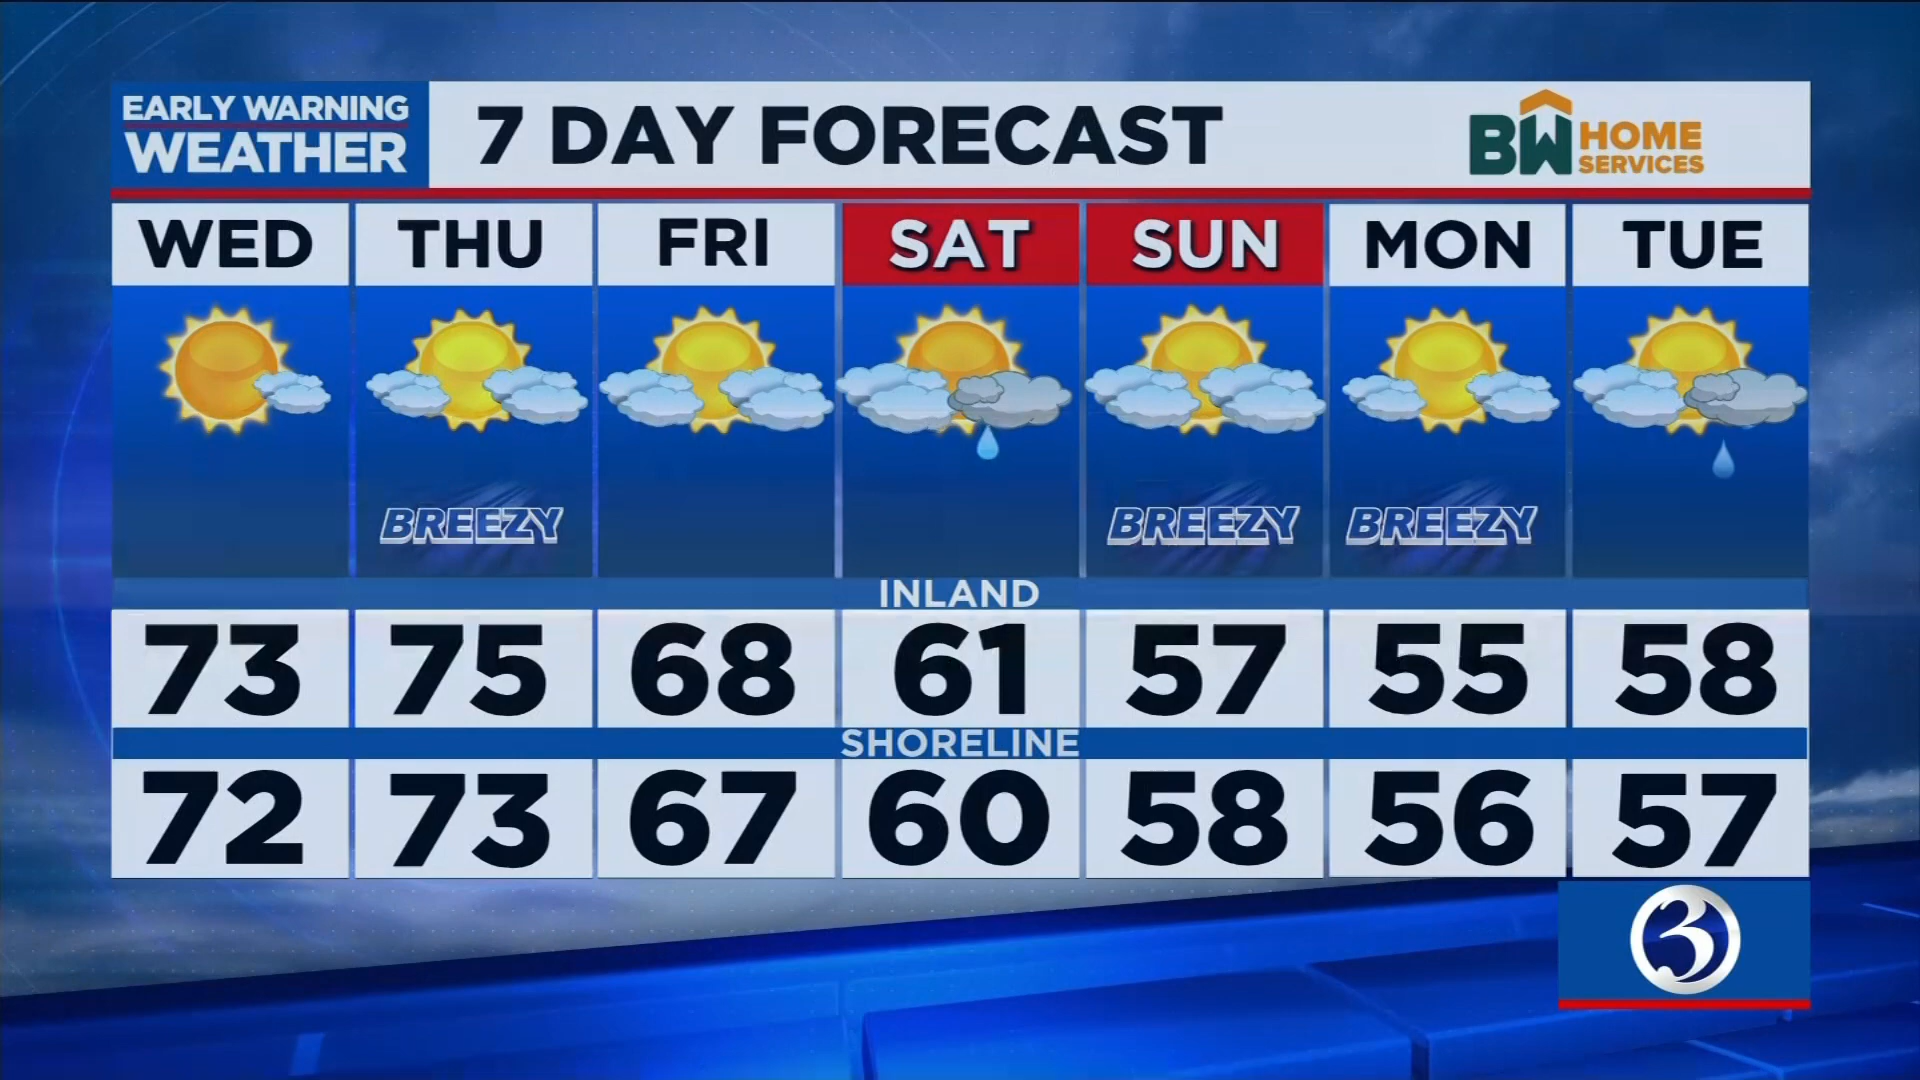 EARLY WARNING
WEATHER
7 DAY FORECAST
BW HOME
SERVICES
WED THU FRI SAT SUN MON TUE
BREEZY BREEZY BREEZY
INLAND
73 75 68 61 57 55 58
SHORELINE
72 73 67 60 58 56 57
3